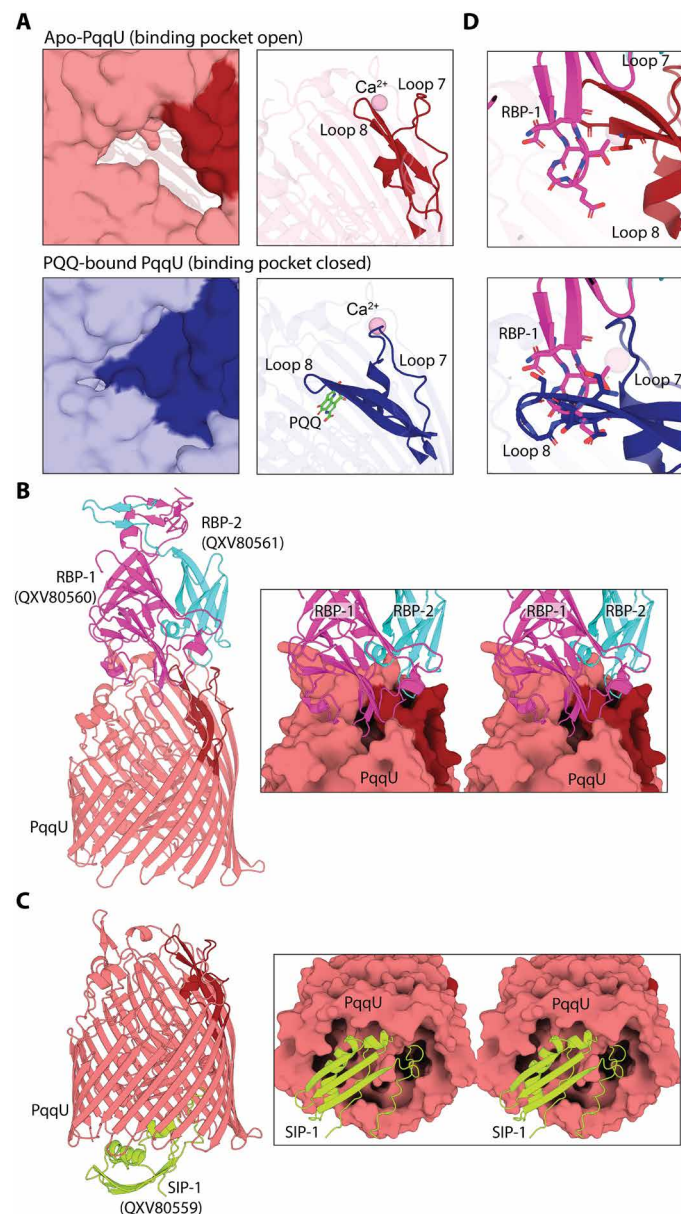 A
Apo-PqqU (binding pocket open)
Ca2+
Loop 7
Loop 8
PQQ-bound PqqU (binding pocket closed)
Ca2+
Loop 8
Loop 7
PQQ
D
Loop 7
RBP-1
Loop 8
RBP-1
Loop 7
Loop 8
B
RBP-2
(QXV80561)
RBP-1
(QXV80560)
PqqU
RBP-1
RBP-2
RBP-1
RBP-2
PqqU
PqqU
C
PqqU
SIP-1
(QXV80559)
PqqU
PqqU
SIP-1
SIP-1